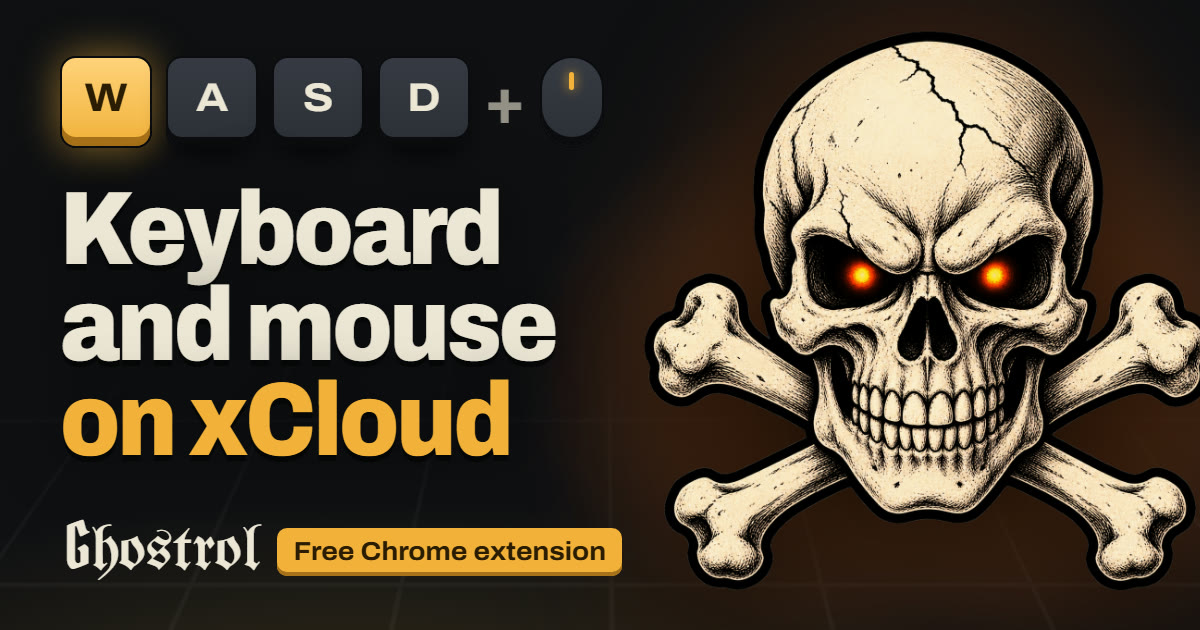 W A S D +
Keyboard
and mouse
on xCloud
Ghostrol Free Chrome extension